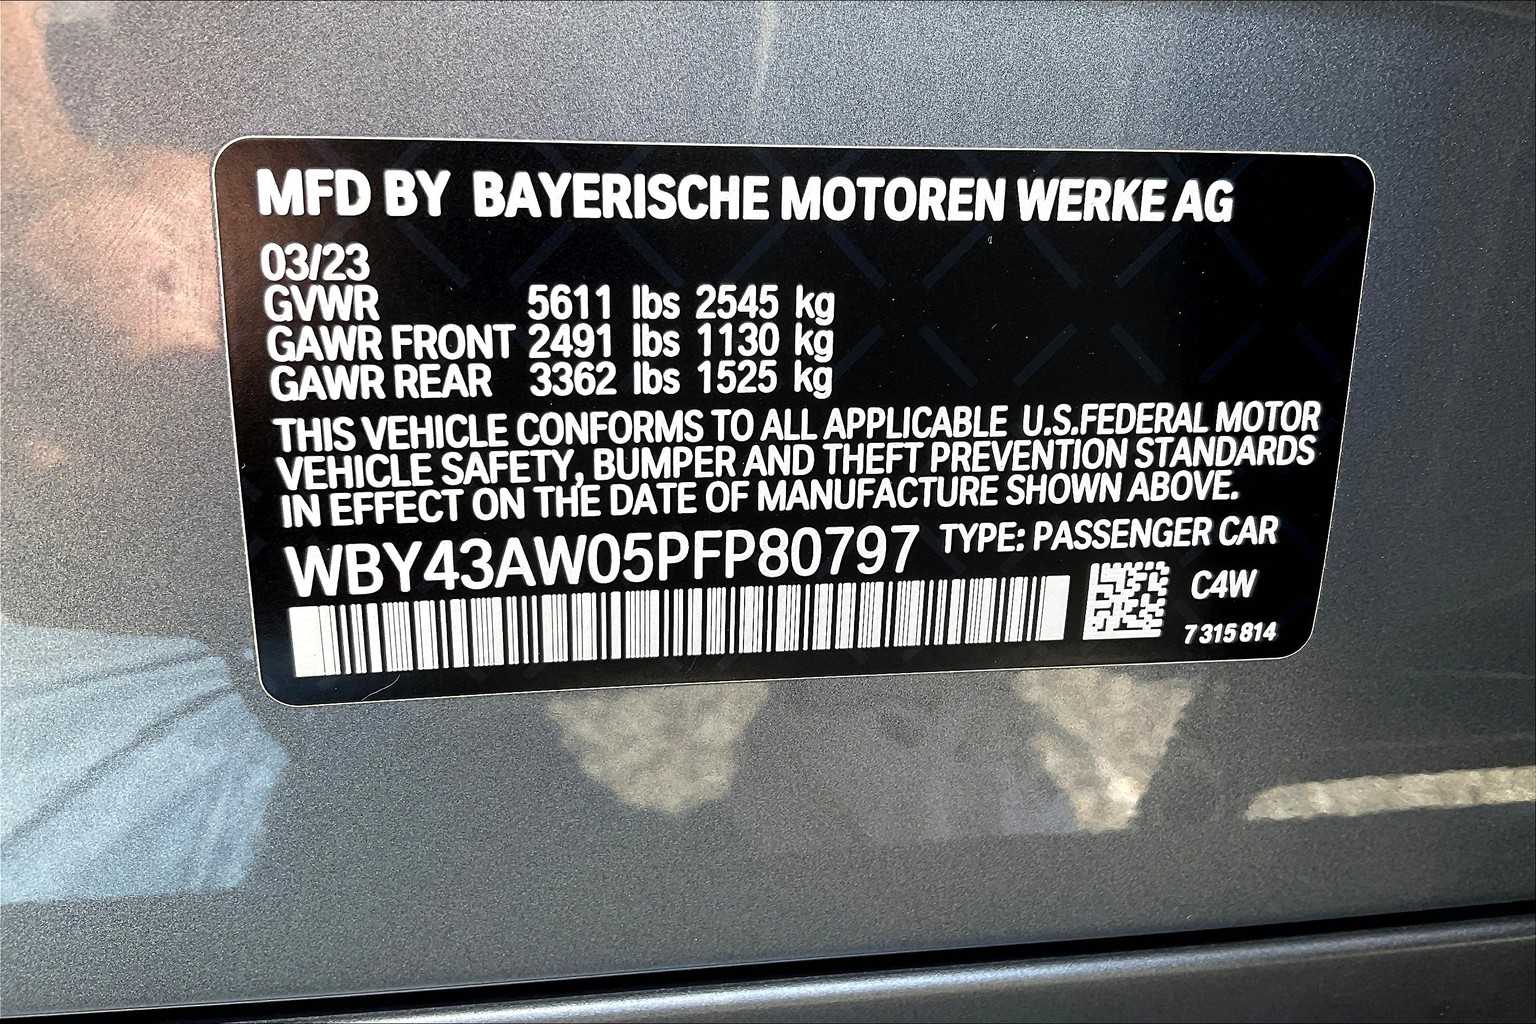 MFD BY BAYERISCHE MOTOREN WERKE AG
03/23
GVWR 5611 lbs 2545 kg
GAWR FRONT 2491 lbs 1130 kg
GAWR REAR 3362 lbs 1525 kg
THIS VEHICLE CONFORMS TO ALL APPLICABLE U.S.FEDERAL MOTOR
VEHICLE SAFETY, BUMPER AND THEFT PREVENTION STANDARDS
IN EFFECT ON THE DATE OF MANUFACTURE SHOWN ABOVE.
WBY43AW05PFP80797 TYPE: PASSENGER CAR
C4W
7 315 814